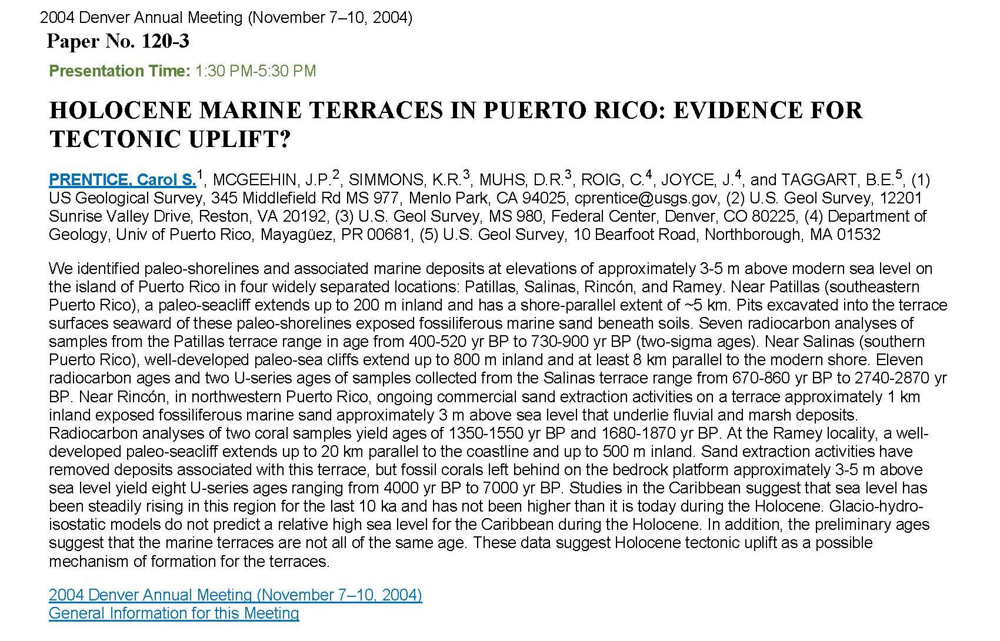 2004 Denver Annual Meeting (November 7–10, 2004)
Paper No. 120-3
Presentation Time: 1:30 PM-5:30 PM
HOLOCENE MARINE TERRACES IN PUERTO RICO: EVIDENCE FOR
TECTONIC UPLIFT?
PRENTICE, Carol S.1, MCGEEHIN, J.P.2, SIMMONS, K.R.3, MUHS, D.R.3, ROIG, C.4, JOYCE, J.4, and TAGGART, B.E.5, (1)
US Geological Survey, 345 Middlefield Rd MS 977, Menlo Park, CA 94025, cprentice@usgs.gov, (2) U.S. Geol Survey, 12201
Sunrise Valley Drive, Reston, VA 20192, (3) U.S. Geol Survey, MS 980, Federal Center, Denver, CO 80225, (4) Department of
Geology, Univ of Puerto Rico, Mayagüez, PR 00681, (5) U.S. Geol Survey, 10 Bearfoot Road, Northborough, MA 01532
We identified paleo-shorelines and associated marine deposits at elevations of approximately 3-5 m above modern sea level on
the island of Puerto Rico in four widely separated locations: Patillas, Salinas, Rincón, and Ramey. Near Patillas (southeastern
Puerto Rico), a paleo-seacliff extends up to 200 m inland and has a shore-parallel extent of ~5 km. Pits excavated into the terrace
surfaces seaward of these paleo-shorelines exposed fossiliferous marine sand beneath soils. Seven radiocarbon analyses of
samples from the Patillas terrace range in age from 400-520 yr BP to 730-900 yr BP (two-sigma ages). Near Salinas (southern
Puerto Rico), well-developed paleo-sea cliffs extend up to 800 m inland and at least 8 km parallel to the modern shore. Eleven
radiocarbon ages and two U-series ages of samples collected from the Salinas terrace range from 670-860 yr BP to 2740-2870 yr
BP. Near Rincón, in northwestern Puerto Rico, ongoing commercial sand extraction activities on a terrace approximately 1 km
inland exposed fossiliferous marine sand approximately 3 m above sea level that underlie fluvial and marsh deposits.
Radiocarbon analyses of two coral samples yield ages of 1350-1550 yr BP and 1680-1870 yr BP. At the Ramey locality, a well-
developed paleo-seacliff extends up to 20 km parallel to the coastline and up to 500 m inland. Sand extraction activities have
removed deposits associated with this terrace, but fossil corals left behind on the bedrock platform approximately 3-5 m above
sea level yield eight U-series ages ranging from 4000 yr BP to 7000 yr BP. Studies in the Caribbean suggest that sea level has
been steadily rising in this region for the last 10 ka and has not been higher than it is today during the Holocene. Glacio-hydro-
isostatic models do not predict a relative high sea level for the Caribbean during the Holocene. In addition, the preliminary ages
suggest that the marine terraces are not all of the same age. These data suggest Holocene tectonic uplift as a possible
mechanism of formation for the terraces.
2004 Denver Annual Meeting (November 7–10, 2004)
General Information for this Meeting